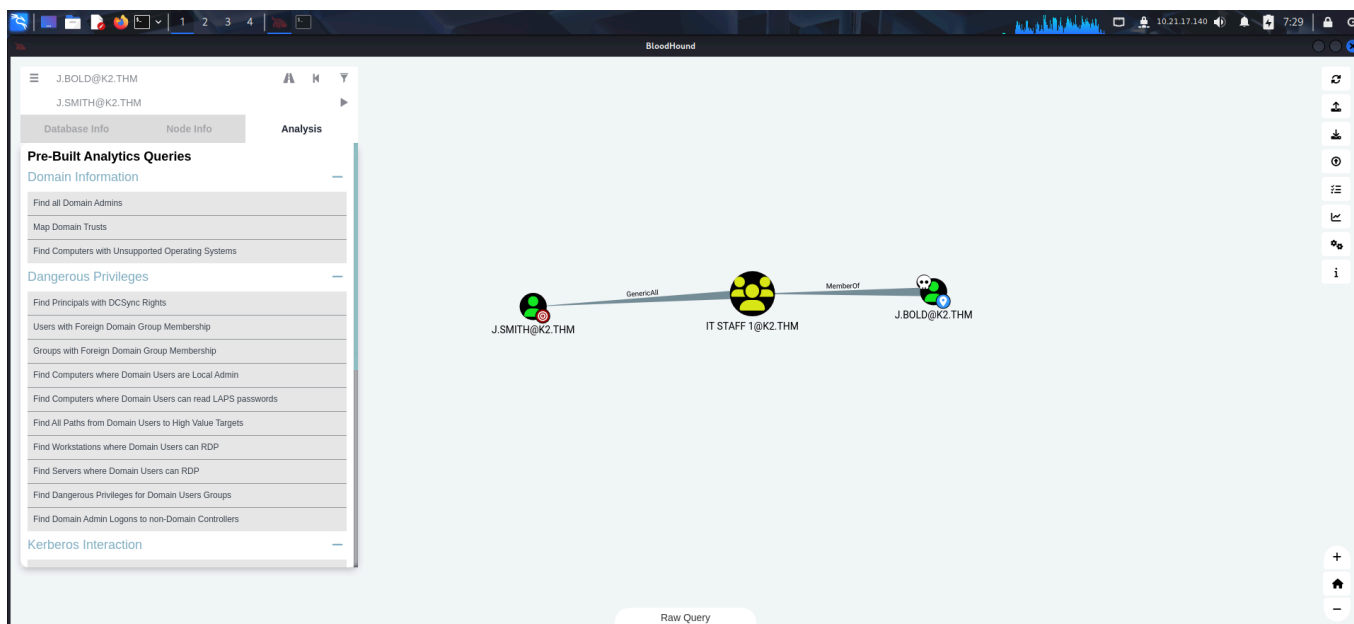 1 2 3 4
10.21.17.140
7:29
BloodHound
J.BOLD@K2.THM
J.SMITH@K2.THM
Database Info Node Info Analysis
Pre-Built Analytics Queries
Domain Information
Find all Domain Admins
Map Domain Trusts
Find Computers with Unsupported Operating Systems
Dangerous Privileges
Find Principals with DCSync Rights
Users with Foreign Domain Group Membership
Groups with Foreign Domain Group Membership
Find Computers where Domain Users are Local Admin
Find Computers where Domain Users can read LAPS passwords
Find All Paths from Domain Users to High Value Targets
Find Workstations where Domain Users can RDP
Find Servers where Domain Users can RDP
Find Dangerous Privileges for Domain Users Groups
Find Domain Admin Logons to non-Domain Controllers
Kerberos Interaction
GenericAll
MemberOf
J.SMITH@K2.THM
IT STAFF 1@K2.THM
J.BOLD@K2.THM
Raw Query